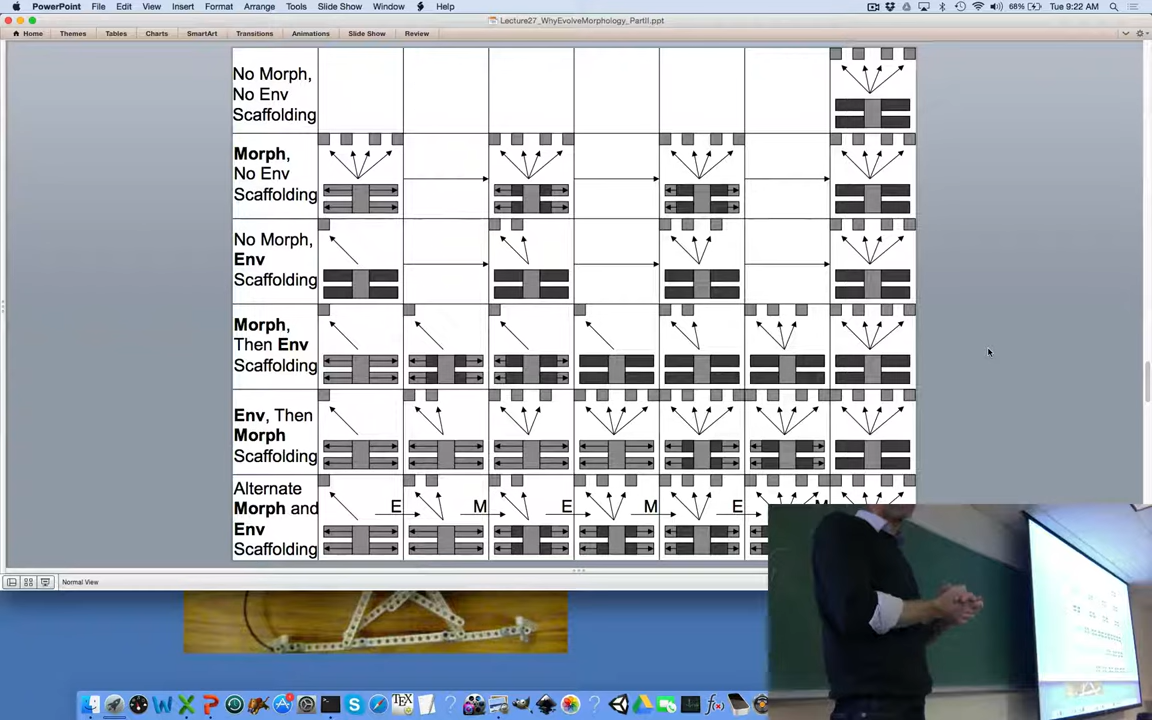 PowerPoint File Edit View Insert Format Arrange Tools Slide Show Window Help 68% Tue 9:22 AM
Lecture27_WhyEvolveMorphology_PartII.ppt
Home Themes Tables Charts SmartArt Transitions Animations Slide Show Review
No Morph,
No Env
Scaffolding
Morph,
No Env
Scaffolding
No Morph,
Env
Scaffolding
Morph,
Then Env
Scaffolding
Env, Then
Morph
Scaffolding
Alternate
Morph and
Env
Scaffolding
E M E M E
Normal View